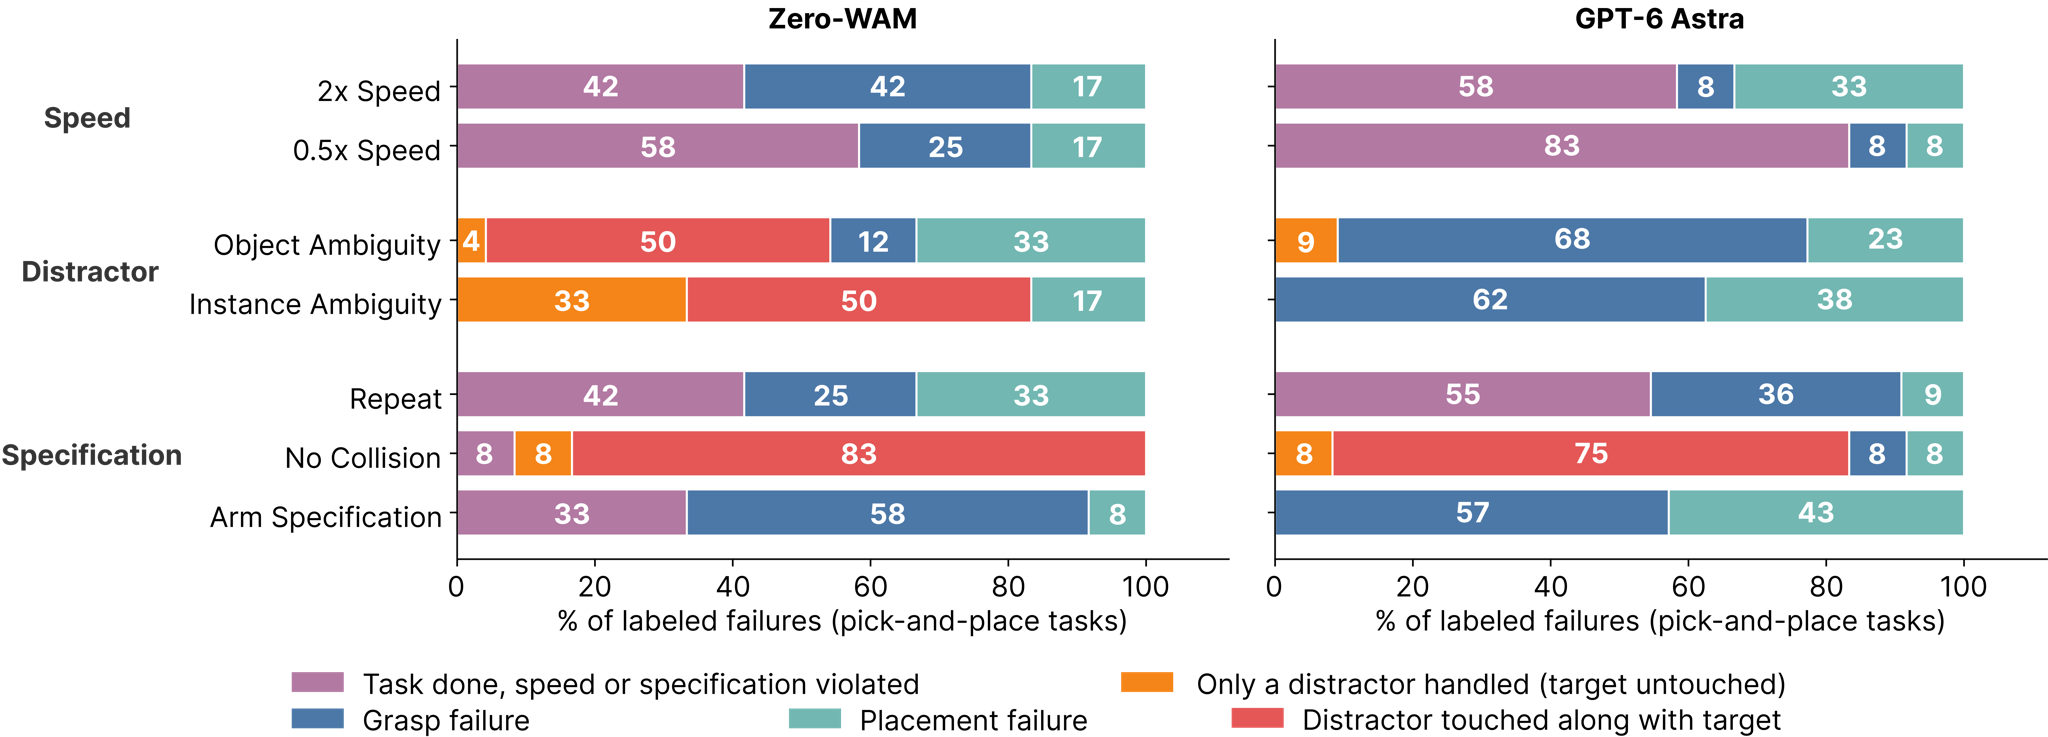 Zero-WAM
GPT-6 Astra
Speed
2x Speed
42 42 17
58 8 33
0.5x Speed
58 25 17
83 8 8
Distractor
Object Ambiguity
4 50 12 33
9 68 23
Instance Ambiguity
33 50 17
62 38
Specification
Repeat
42 25 33
55 36 9
No Collision
8 8 83
8 75 8 8
Arm Specification
33 58 8
57 43
0 20 40 60 80 100
0 20 40 60 80 100
% of labeled failures (pick-and-place tasks)
% of labeled failures (pick-and-place tasks)
Task done, speed or specification violated
Only a distractor handled (target untouched)
Grasp failure
Placement failure
Distractor touched along with target